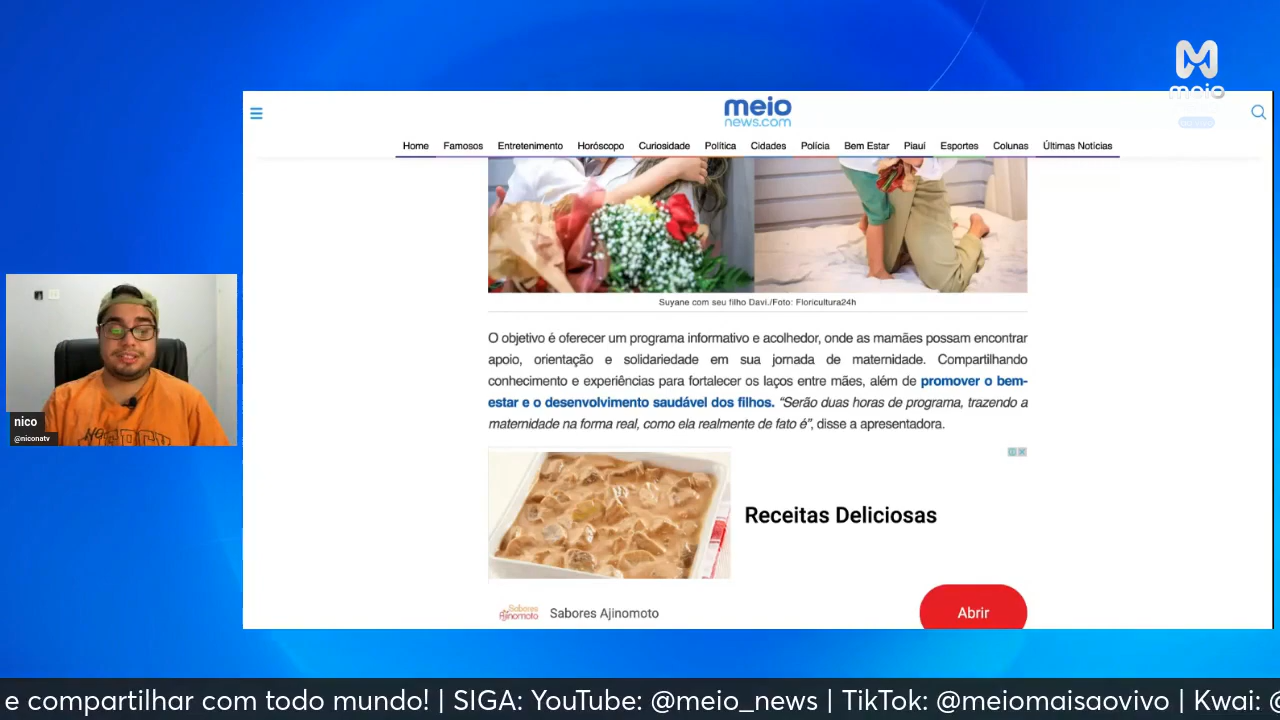 meio
meio
news.com
Home Famosos Entretenimento Horóscopo Curiosidade Política Cidades Polícia Bem Estar Piauí Esportes Colunas Últimas Notícias
Suyane com seu filho Davi./Foto: Floricultura24h
O objetivo é oferecer um programa informativo e acolhedor, onde as mamães possam encontrar
apoio, orientação e solidariedade em sua jornada de maternidade. Compartilhando
conhecimento e experiências para fortalecer os laços entre mães, além de promover o bem-
estar e o desenvolvimento saudável dos filhos. “Serão duas horas de programa, trazendo a
maternidade na forma real, como ela realmente de fato é”, disse a apresentadora.
Receitas Deliciosas
Sabores
Ajinomoto
Sabores Ajinomoto
Abrir
nico
@niconatv
e compartilhar com todo mundo! | SIGA: YouTube: @meio_news | TikTok: @meiomaisaovivo | Kwai: @